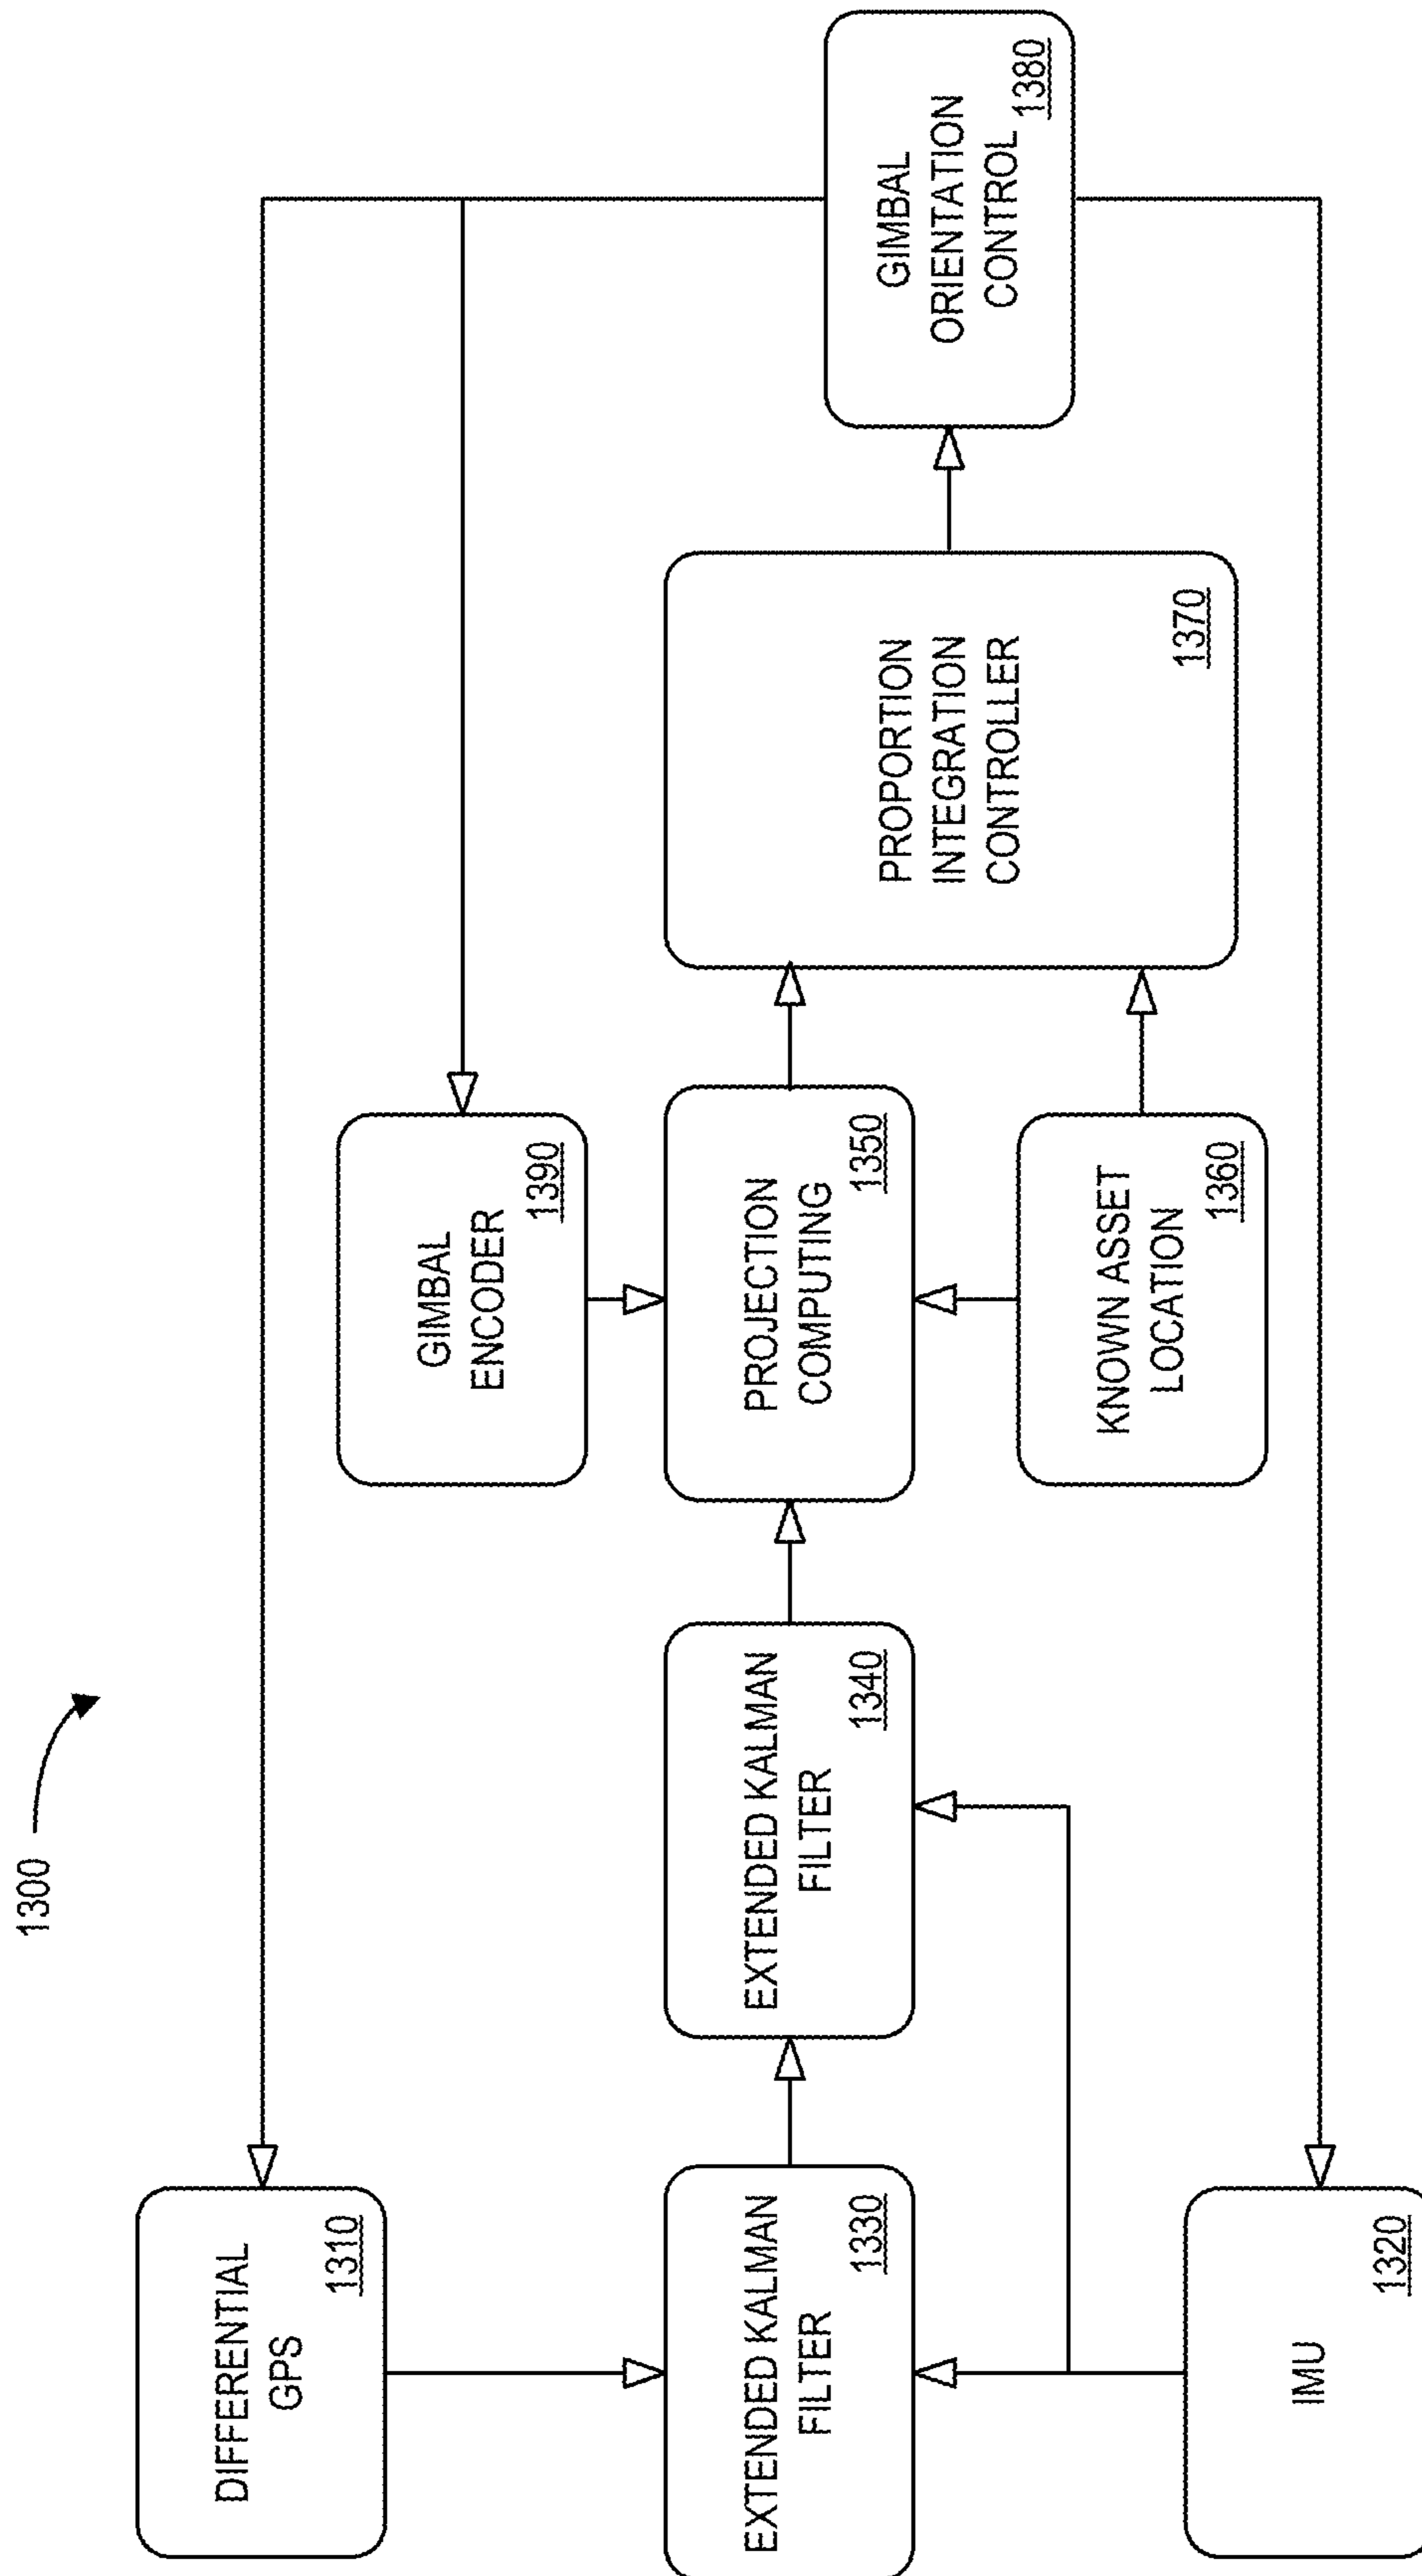 1300
DIFFERENTIAL
GPS
1310
EXTENDED KALMAN
FILTER
1330
IMU
1320
EXTENDED KALMAN
FILTER
1340
GIMBAL
ENCODER
1390
PROJECTION
COMPUTING
1350
KNOWN ASSET
LOCATION
1360
PROPORTION
INTEGRATION
CONTROLLER
1370
GIMBAL
ORIENTATION
CONTROL
1380